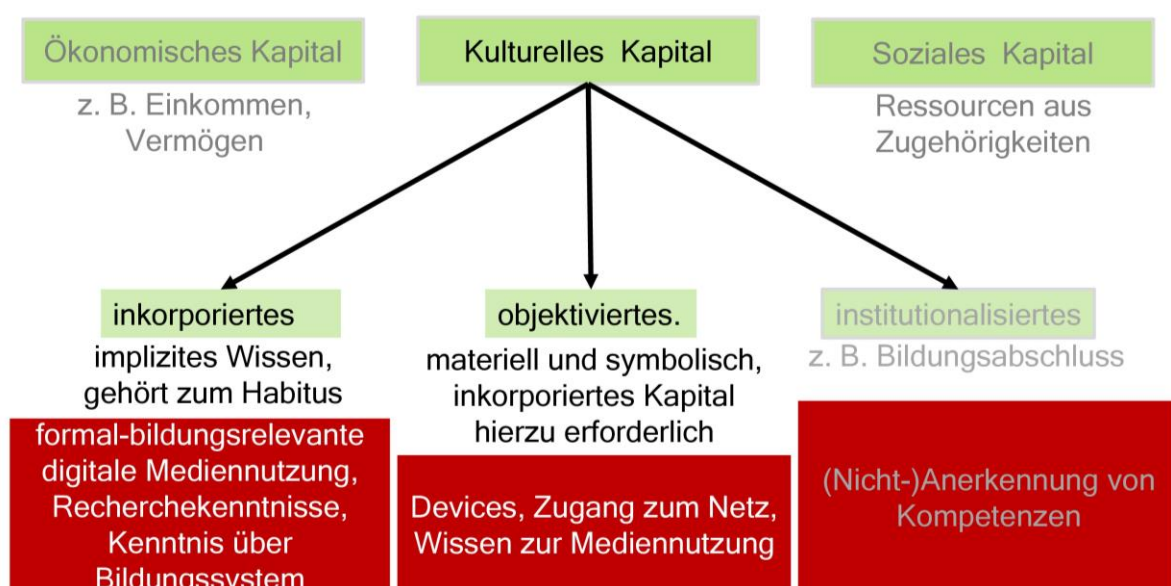 Ökonomisches Kapital
z. B. Einkommen,
Vermögen
Kulturelles Kapital
Soziales Kapital
Ressourcen aus
Zugehörigkeiten
inkorporiertes
implizites Wissen,
gehört zum Habitus
formal-bildungsrelevante
digitale Mediennutzung,
Recherchekenntnisse,
Kenntnis über
Bildungssystem
objektiviertes.
materiell und symbolisch,
inkorporiertes Kapital
hierzu erforderlich
Devices, Zugang zum Netz,
Wissen zur Mediennutzung
institutionalisiertes
z. B. Bildungsabschluss
(Nicht-)Anerkennung von
Kompetenzen